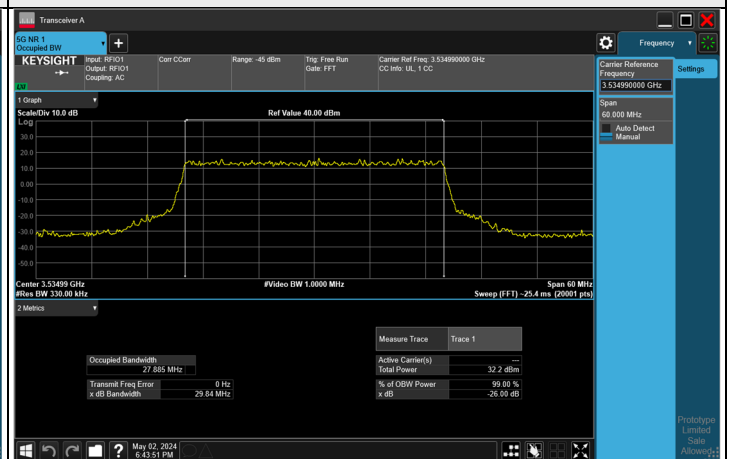 Transceiver A
5G NR 1
Occupied BW
Frequency
KEYSIGHT
LXI
Input: RFIO1
Output: RFIO1
Coupling: AC
Corr CCorr
Range: -45 dBm
Trig: Free Run
Gate: FFT
Carrier Ref Freq: 3.534990000 GHz
CC Info: UL, 1 CC
Carrier Reference
Frequency
3.534990000 GHz
Span
60.000 MHz
Auto Detect
Manual
Settings
1 Graph
Scale/Div 10.0 dB
Ref Value 40.00 dBm
Log
30.0
20.0
10.0
0.00
-10.0
-20.0
-30.0
-40.0
-50.0
Center 3.53499 GHz
#Video BW 1.0000 MHz
Span 60 MHz
#Res BW 330.00 kHz
Sweep (FFT) ~25.4 ms (20001 pts)
2 Metrics
Measure Trace
Trace 1
Occupied Bandwidth
27.885 MHz
Active Carrier(s)
---
Total Power
32.2 dBm
Transmit Freq Error
0 Hz
x dB Bandwidth
29.84 MHz
% of OBW Power
99.00 %
x dB
-26.00 dB
Prototype
Limited
Sale
Allowed
May 02, 2024
6:43:51 PM